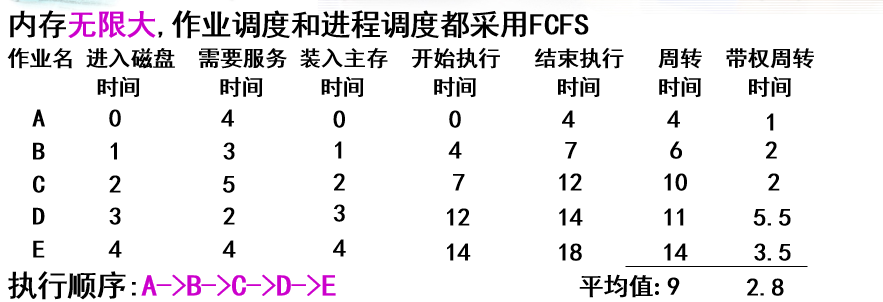 内存无限大,作业调度和进程调度都采用FCFS
作业名 进入磁盘 需要服务 装入主存 开始执行 结束执行 周转 带权周转
时间 时间 时间 时间 时间 时间 时间
A 0 4 0 0 4 4 1
B 1 3 1 4 7 6 2
C 2 5 2 7 12 10 2
D 3 2 3 12 14 11 5.5
E 4 4 4 14 18 14 3.5
执行顺序:A->B->C->D->E 平均值: 9 2.8